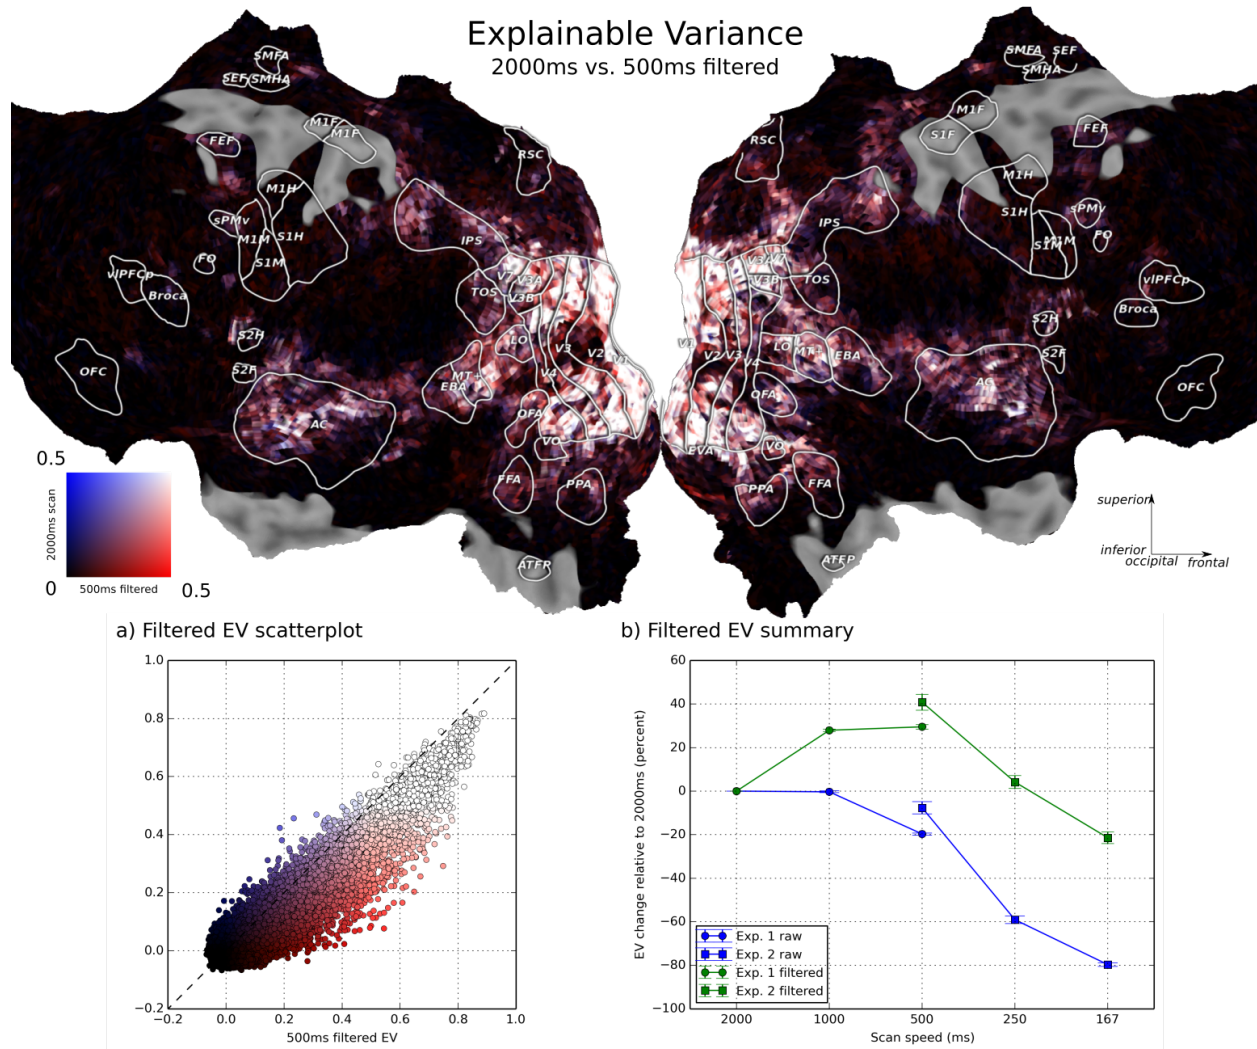 Explainable Variance
2000ms vs. 500ms filtered
SMFA
SEF
SMHA
M1F
M1F
FEF
RSC
M1H
sPMv
M1M
S1H
S1M
IPS
FO
vlPFCp
Broca
V7
V3A
TOS
V3B
S2H
LO
V3
V2
V1
V4
OFC
S2F
MT+
EBA
AC
OFA
VO
FFA
PPA
ATFP
SMFA
SEF
SMHA
M1F
S1F
FEF
RSC
M1H
S1H
sPMv
M1M
S1M
FO
IPS
V3A
V7
V3B
TOS
vlPFCp
Broca
S2H
V1
V2
V3
V4
LO
MT+
EBA
S2F
OFC
AC
OFA
VO
EVA
PPA
FFA
ATFP
0.5
2000ms scan
0
500ms filtered
0.5
superior
inferior
occipital
frontal
a) Filtered EV scatterplot
1.0
0.8
0.6
0.4
0.2
0.0
−0.2
−0.2
0.0
0.2
0.4
0.6
0.8
1.0
500ms filtered EV
b) Filtered EV summary
EV change relative to 2000ms (percent)
60
40
20
0
−20
−40
−60
−80
−100
Exp. 1 raw
Exp. 2 raw
Exp. 1 filtered
Exp. 2 filtered
2000
1000
500
250
167
Scan speed (ms)